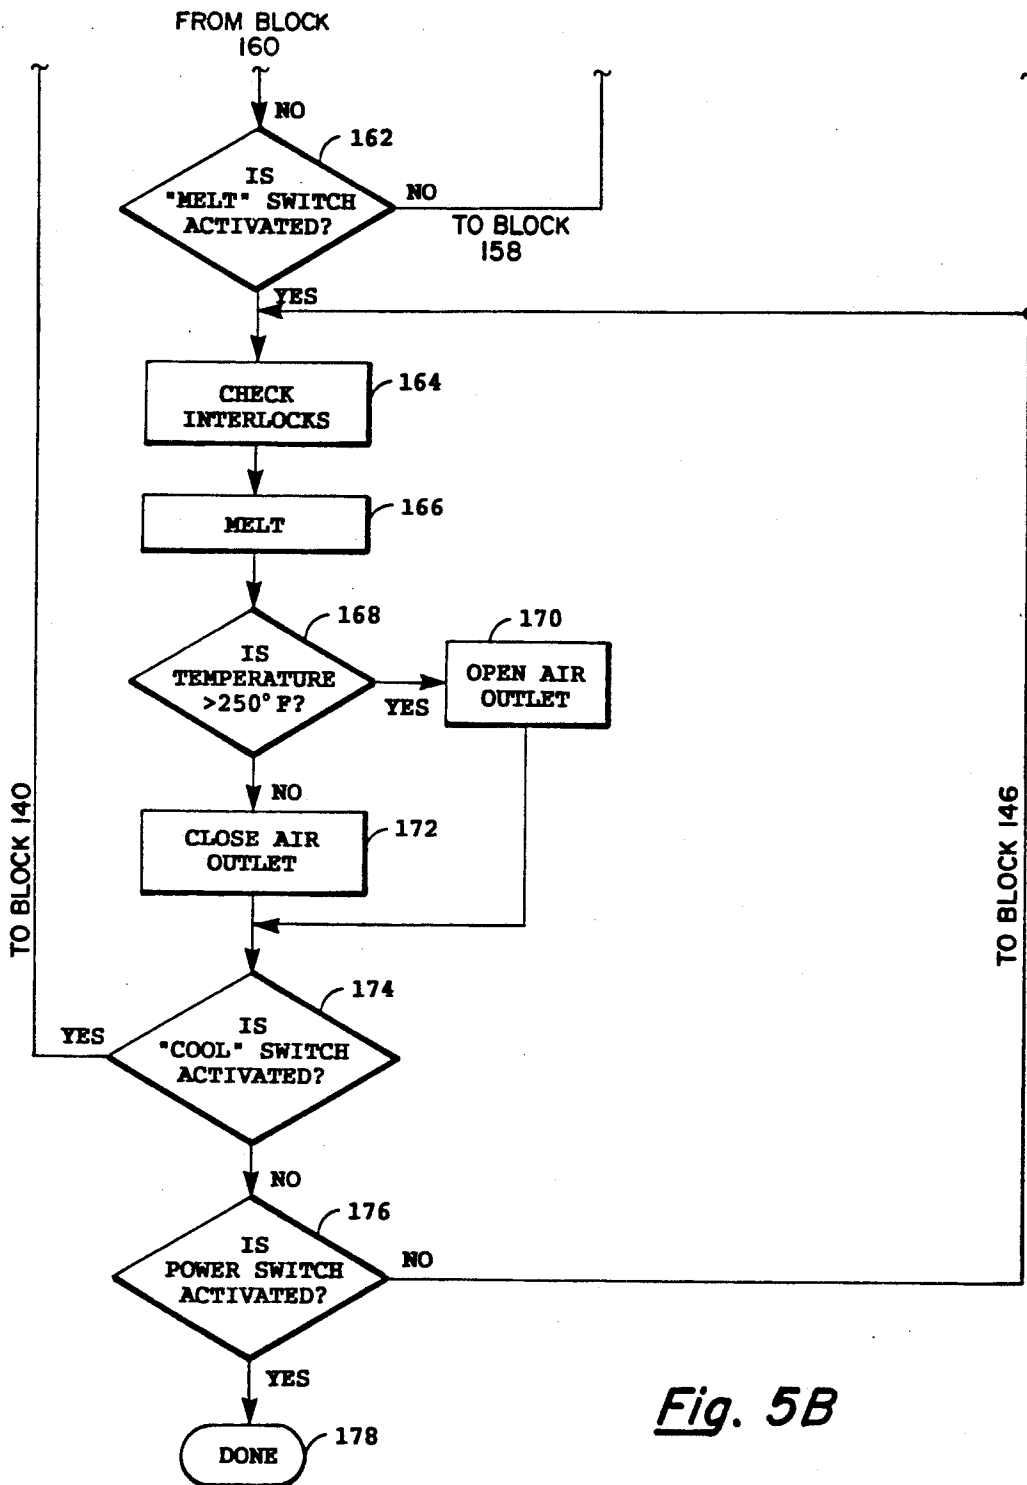 FROM BLOCK
160
NO
162
IS
"MELT" SWITCH
ACTIVATED?
NO
TO BLOCK
158
YES
CHECK
INTERLOCKS
164
MELT
166
168
IS
TEMPERATURE
>250°F?
YES
170
OPEN AIR
OUTLET
NO
CLOSE AIR
OUTLET
172
TO BLOCK 140
TO BLOCK 146
174
YES
IS
"COOL" SWITCH
ACTIVATED?
NO
176
IS
POWER SWITCH
ACTIVATED?
NO
YES
DONE
178
Fig. 5B